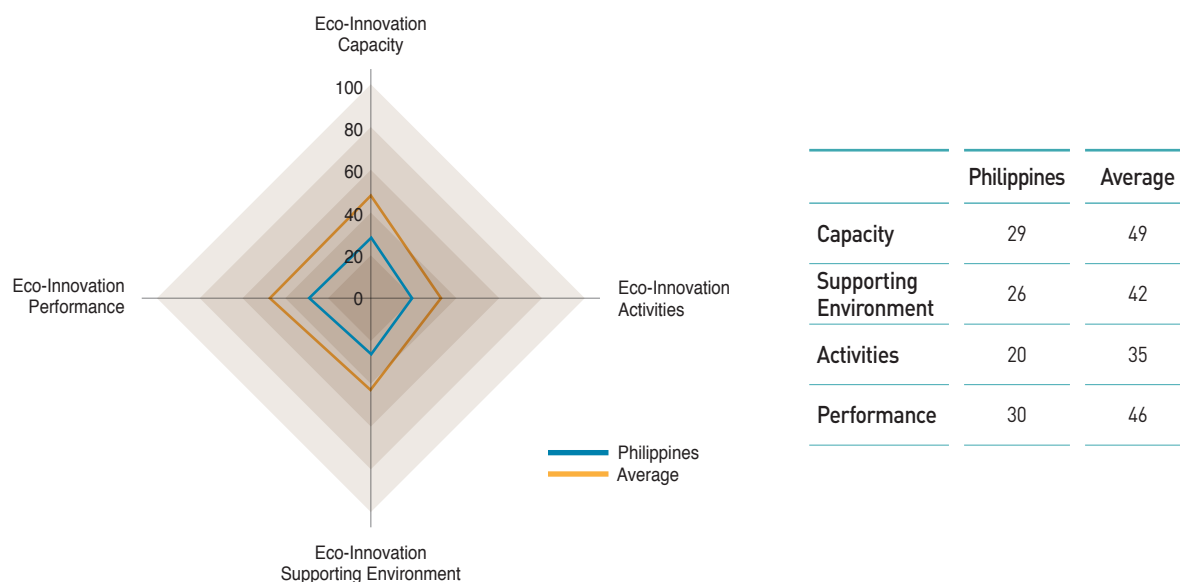 Eco-Innovation
Capacity
100
80
60
40
20
0
Eco-Innovation
Performance
Eco-Innovation
Activities
Eco-Innovation
Supporting Environment
Philippines
Average
Philippines Average
Capacity 29 49
Supporting
Environment 26 42
Activities 20 35
Performance 30 46